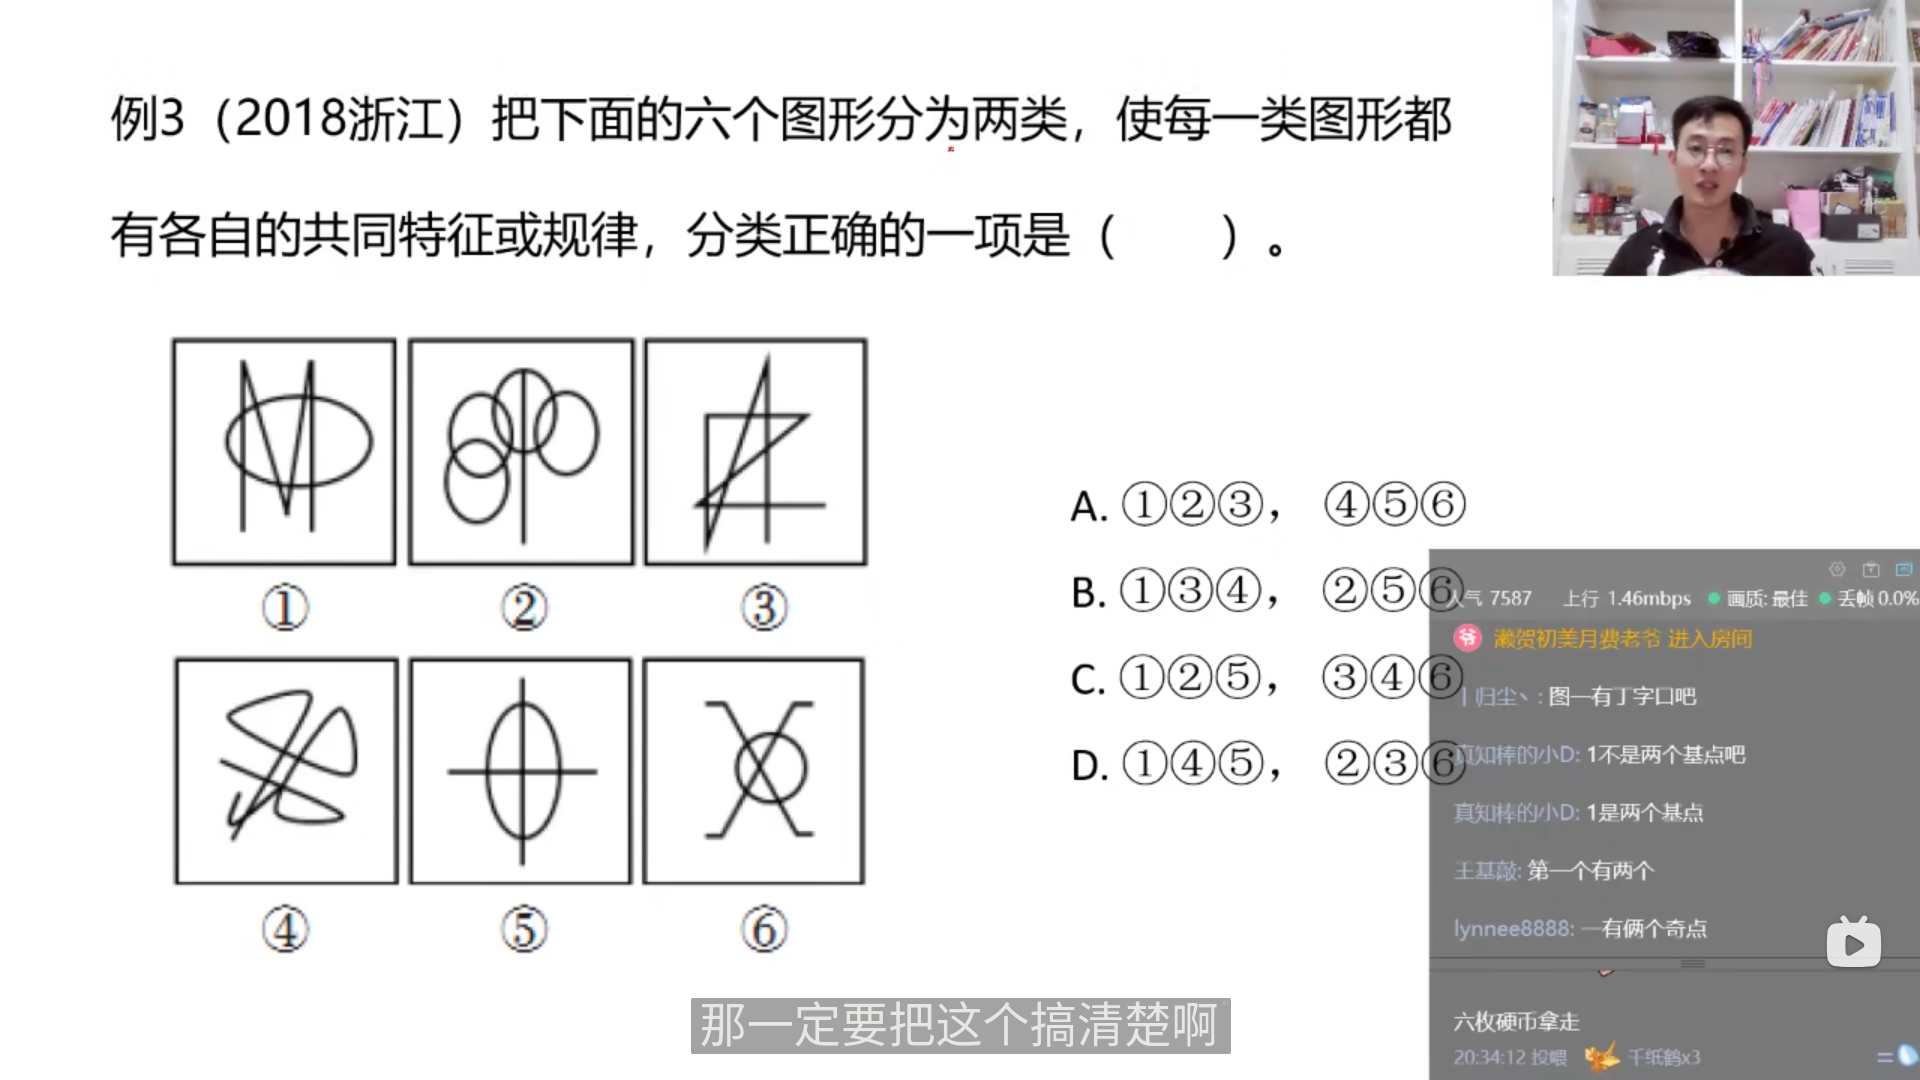 例3（2018浙江）把下面的六个图形分为两类，使每一类图形都
有各自的共同特征或规律，分类正确的一项是（　　）。
① ② ③
④ ⑤ ⑥
A. ①②③， ④⑤⑥
B. ①③④， ②⑤⑥
C. ①②⑤， ③④⑥
D. ①④⑤， ②③⑥
人气 7587 上行 1.46mbps 画质: 最佳 丢帧 0.0%
爷 濑贺初美月费老爷 进入房间
丨归尘丶: 图一有丁字口吧
真知棒的小D: 1不是两个基点吧
真知棒的小D: 1是两个基点
王基敲: 第一个有两个
lynnee8888: 一有俩个奇点
六枚硬币拿走
20:34:12 投喂 千纸鹤x3
那一定要把这个搞清楚啊